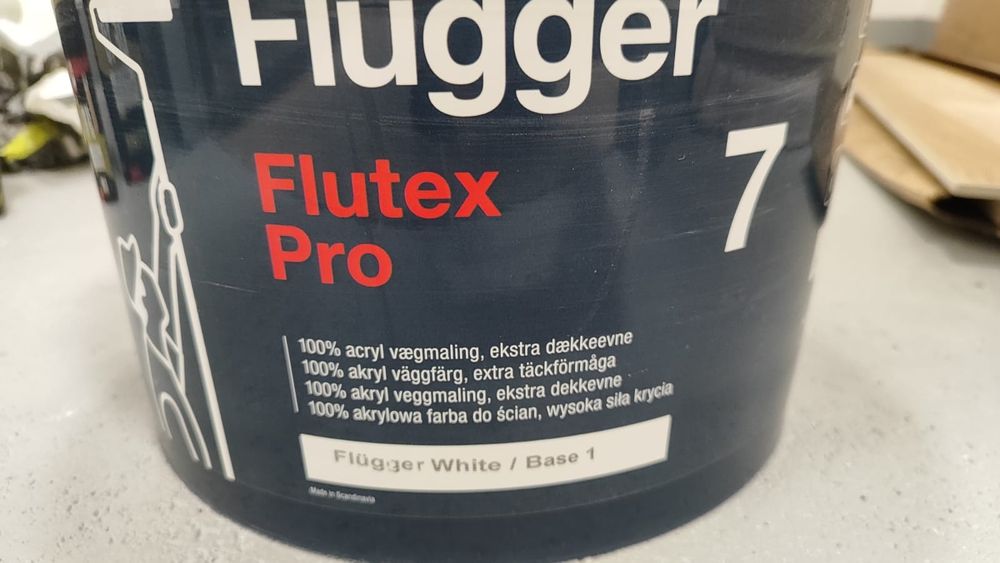 Flügger
Flutex
Pro
7
100% acryl vægmaling, ekstra dækkeevne
100% akryl väggfärg, extra täckförmåga
100% akryl veggmaling, ekstra dekkevne
100% akrylowa farba do ścian, wysoka siła krycia
Flügger White / Base 1
Made in Scandinavia